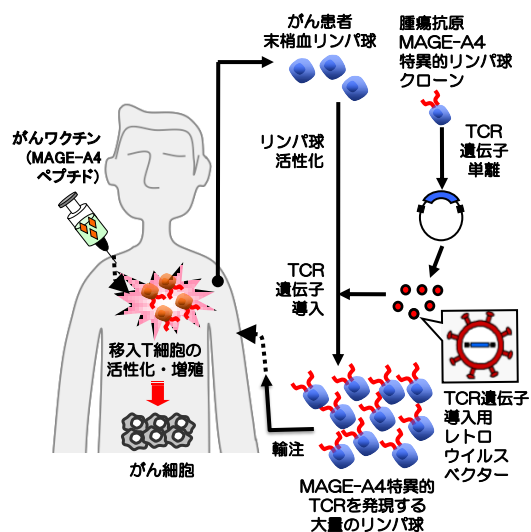 がん患者
末梢血リンパ球
腫瘍抗原
MAGE-A4
特異的リンパ球
クローン
がんワクチン
（MAGE-A4
ペプチド）
リンパ球
活性化
TCR
遺伝子
単離
TCR
遺伝子
導入
移入T細胞の
活性化・増殖
がん細胞
輸注
TCR遺伝子
導入用
レトロ
ウイルス
ベクター
MAGE-A4特異的
TCRを発現する
大量のリンパ球